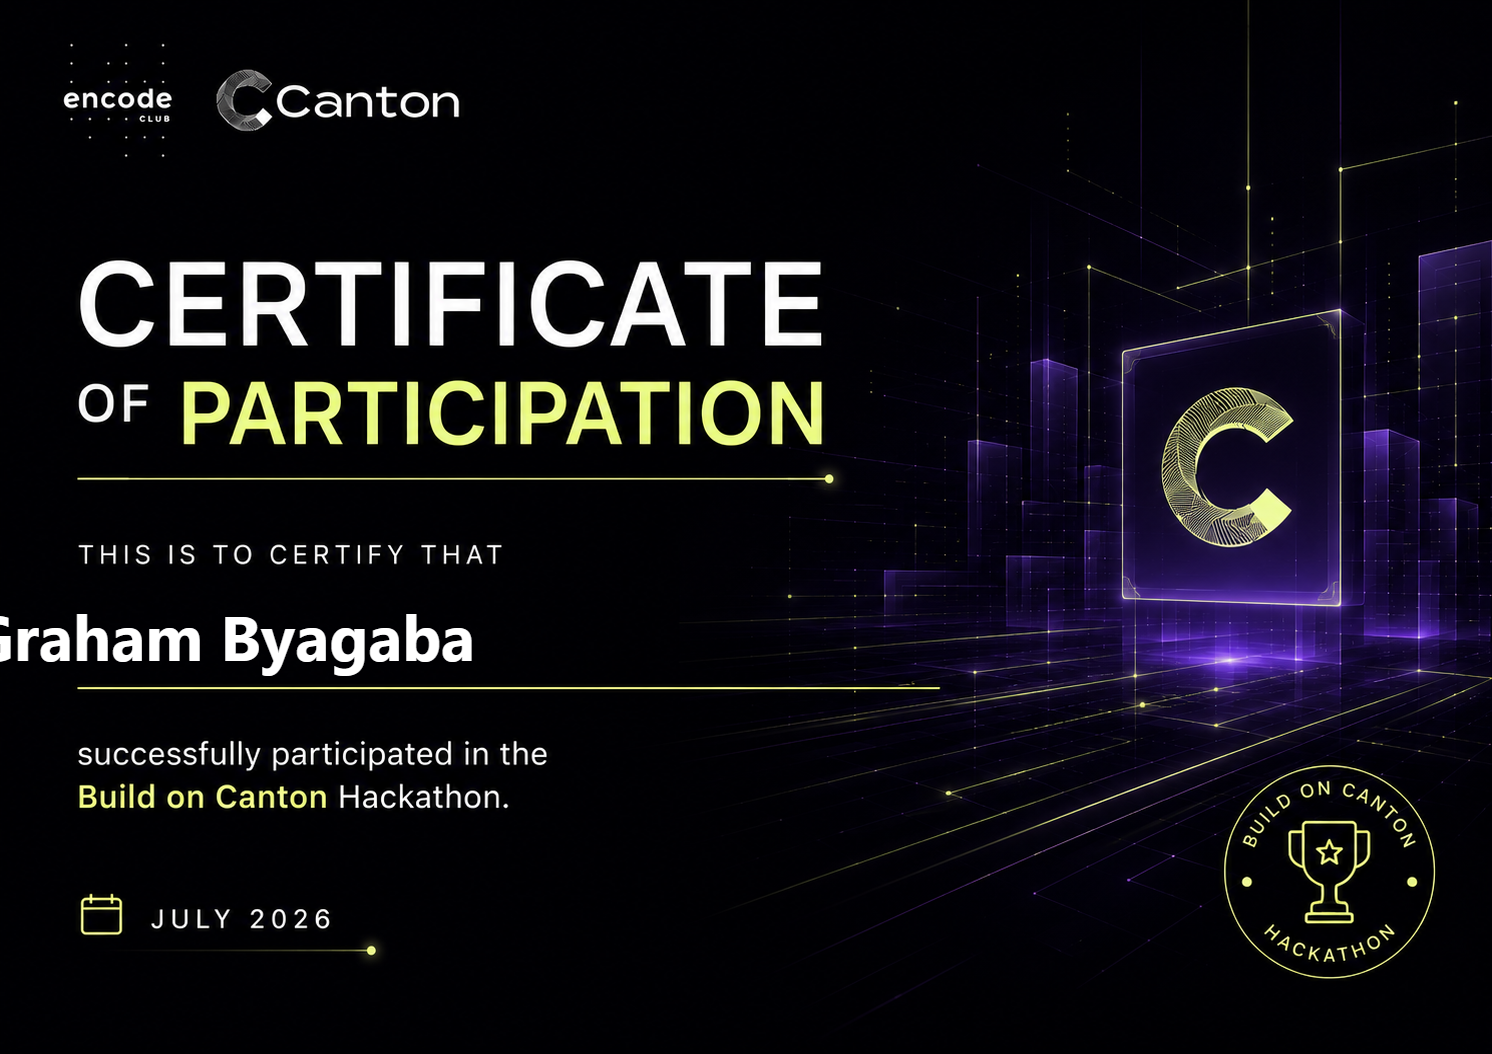 encode
CLUB
Canton
CERTIFICATE
OF PARTICIPATION
THIS IS TO CERTIFY THAT
Graham Byagaba
successfully participated in the
Build on Canton Hackathon.
JULY 2026
BUILD ON CANTON
HACKATHON